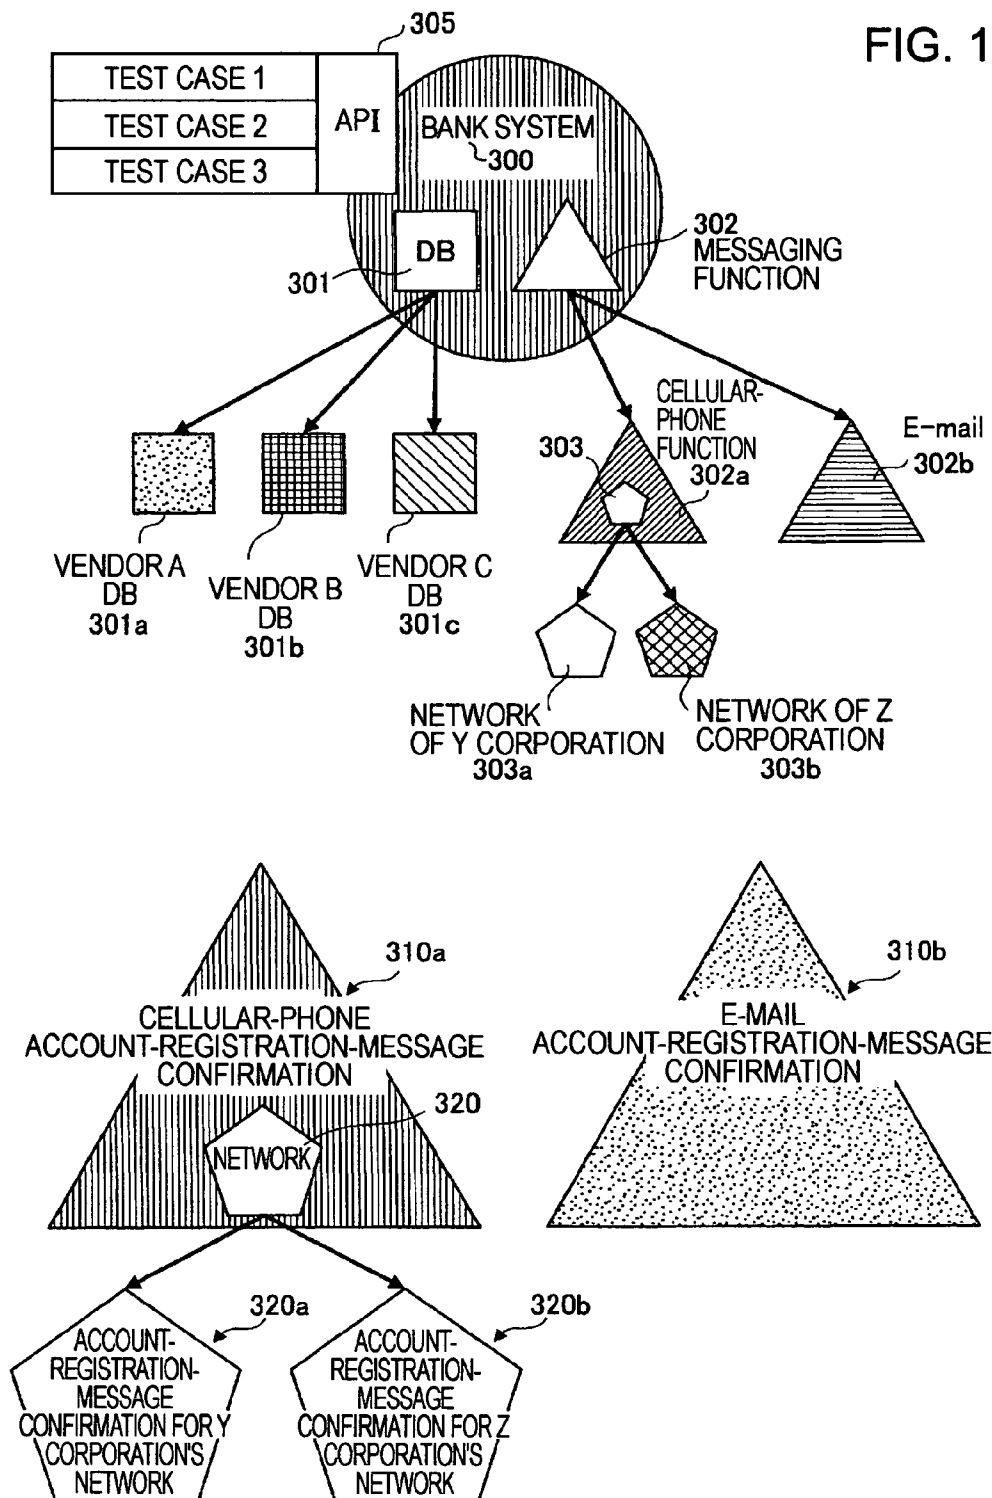 FIG. 1
305
TEST CASE 1
TEST CASE 2
TEST CASE 3
API
BANK SYSTEM
300
DB
301
302
MESSAGING
FUNCTION
CELLULAR-
PHONE
FUNCTION
302a
303
E-mail
302b
VENDOR A
DB
301a
VENDOR B
DB
301b
VENDOR C
DB
301c
NETWORK
OF Y CORPORATION
303a
NETWORK OF Z
CORPORATION
303b
310a
CELLULAR-PHONE
ACCOUNT-REGISTRATION-MESSAGE
CONFIRMATION
320
NETWORK
310b
E-MAIL
ACCOUNT-REGISTRATION-MESSAGE
CONFIRMATION
320a
ACCOUNT-
REGISTRATION-
MESSAGE
CONFIRMATION FOR Y
CORPORATION'S
NETWORK
320b
ACCOUNT-
REGISTRATION-
MESSAGE
CONFIRMATION FOR Z
CORPORATION'S
NETWORK